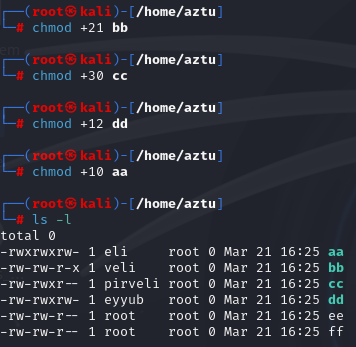 ┌──(root㉿kali)-[/home/aztu]
└─# chmod +21 bb
┌──(root㉿kali)-[/home/aztu]
└─# chmod +30 cc
┌──(root㉿kali)-[/home/aztu]
└─# chmod +12 dd
┌──(root㉿kali)-[/home/aztu]
└─# chmod +10 aa
┌──(root㉿kali)-[/home/aztu]
└─# ls -l
total 0
-rwxrwxrw- 1 eli     root 0 Mar 21 16:25 aa
-rw-rw-r-x 1 veli    root 0 Mar 21 16:25 bb
-rw-rwxr-- 1 pirveli root 0 Mar 21 16:25 cc
-rw-rwxrw- 1 eyyub   root 0 Mar 21 16:25 dd
-rw-rw-r-- 1 root    root 0 Mar 21 16:25 ee
-rw-rw-r-- 1 root    root 0 Mar 21 16:25 ff